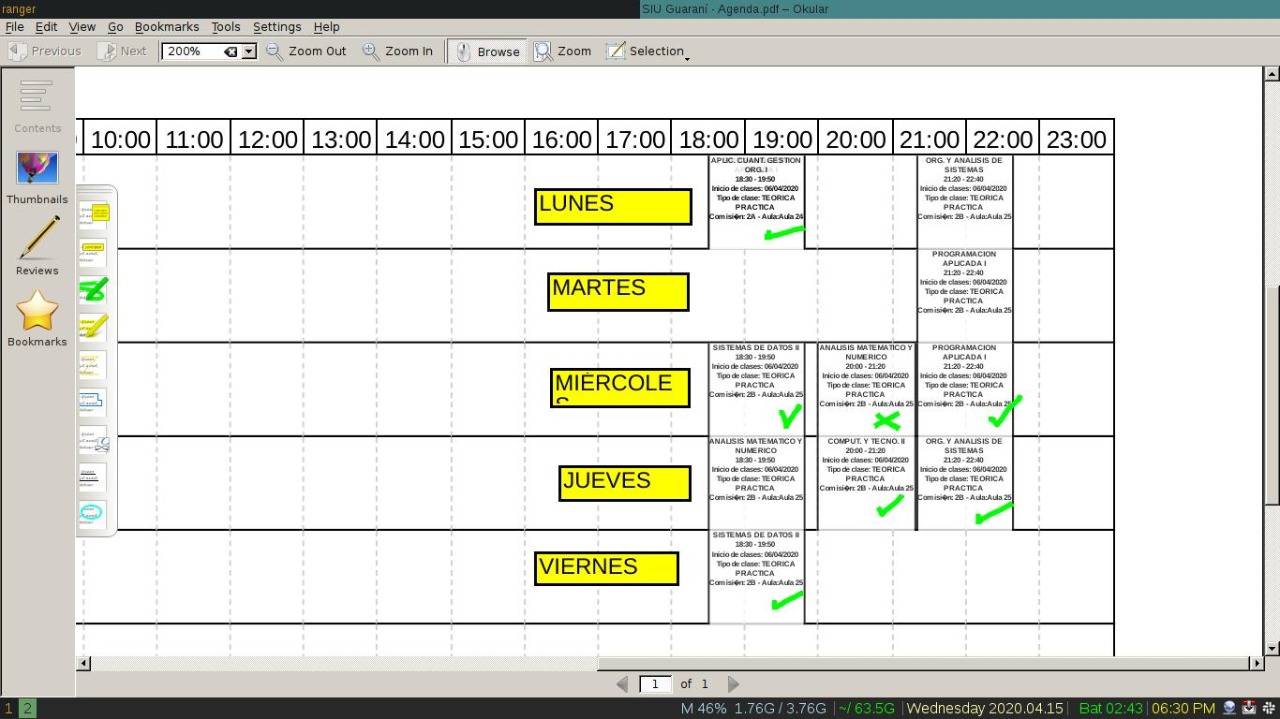 ranger
SIU Guaraní - Agenda.pdf – Okular
File Edit View Go Bookmarks Tools Settings Help
Previous Next 200% Zoom Out Zoom In Browse Zoom Selection
Contents
Thumbnails
Reviews
Bookmarks
10:00 11:00 12:00 13:00 14:00 15:00 16:00 17:00 18:00 19:00 20:00 21:00 22:00 23:00
LUNES
APLIC. CUANT. GESTION
ORG. I
18:30 - 19:50
Inicio de clases: 06/04/2020
Tipo de clase: TEORICA
PRACTICA
Comisi�n: 2A - Aula:Aula 24
ORG. Y ANALISIS DE
SISTEMAS
21:20 - 22:40
Inicio de clases: 06/04/2020
Tipo de clase: TEORICA
PRACTICA
Comisi�n: 2B - Aula:Aula 25
MARTES
PROGRAMACION
APLICADA I
21:20 - 22:40
Inicio de clases: 06/04/2020
Tipo de clase: TEORICA
PRACTICA
Comisi�n: 2B - Aula:Aula 25
MIÉRCOLE
S
SISTEMAS DE DATOS II
18:30 - 19:50
Inicio de clases: 06/04/2020
Tipo de clase: TEORICA
PRACTICA
Comisi�n: 2B - Aula:Aula 25
ANALISIS MATEMATICO Y
NUMERICO
20:00 - 21:20
Inicio de clases: 06/04/2020
Tipo de clase: TEORICA
PRACTICA
Comisi�n: 2B - Aula:Aula 25
PROGRAMACION
APLICADA I
21:20 - 22:40
Inicio de clases: 06/04/2020
Tipo de clase: TEORICA
PRACTICA
Comisi�n: 2B - Aula:Aula 25
JUEVES
ANALISIS MATEMATICO Y
NUMERICO
18:30 - 19:50
Inicio de clases: 06/04/2020
Tipo de clase: TEORICA
PRACTICA
Comisi�n: 2B - Aula:Aula 25
COMPUT. Y TECNO. II
20:00 - 21:20
Inicio de clases: 06/04/2020
Tipo de clase: TEORICA
PRACTICA
Comisi�n: 2B - Aula:Aula 25
ORG. Y ANALISIS DE
SISTEMAS
21:20 - 22:40
Inicio de clases: 06/04/2020
Tipo de clase: TEORICA
PRACTICA
Comisi�n: 2B - Aula:Aula 25
VIERNES
SISTEMAS DE DATOS II
18:30 - 19:50
Inicio de clases: 06/04/2020
Tipo de clase: TEORICA
PRACTICA
Comisi�n: 2B - Aula:Aula 25
1 of 1
1 2 M 46% 1.76G / 3.76G ~/ 63.5G Wednesday 2020.04.15 Bat 02:43 06:30 PM